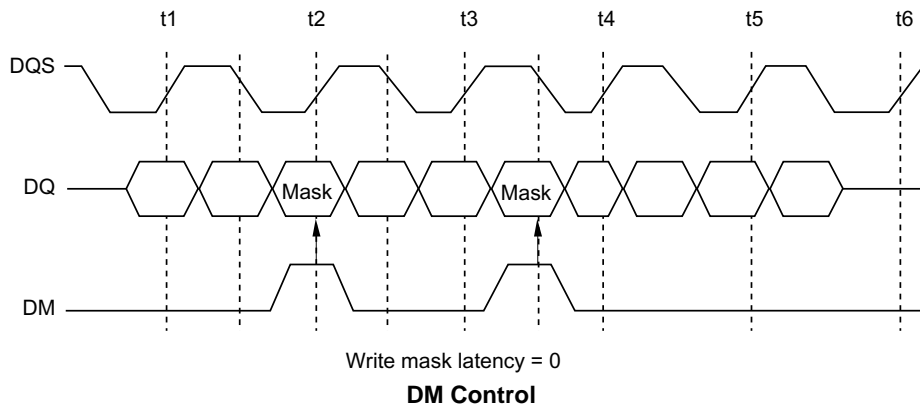 t1 t2 t3 t4 t5 t6
DQS
DQ Mask Mask
DM
Write mask latency = 0
DM Control